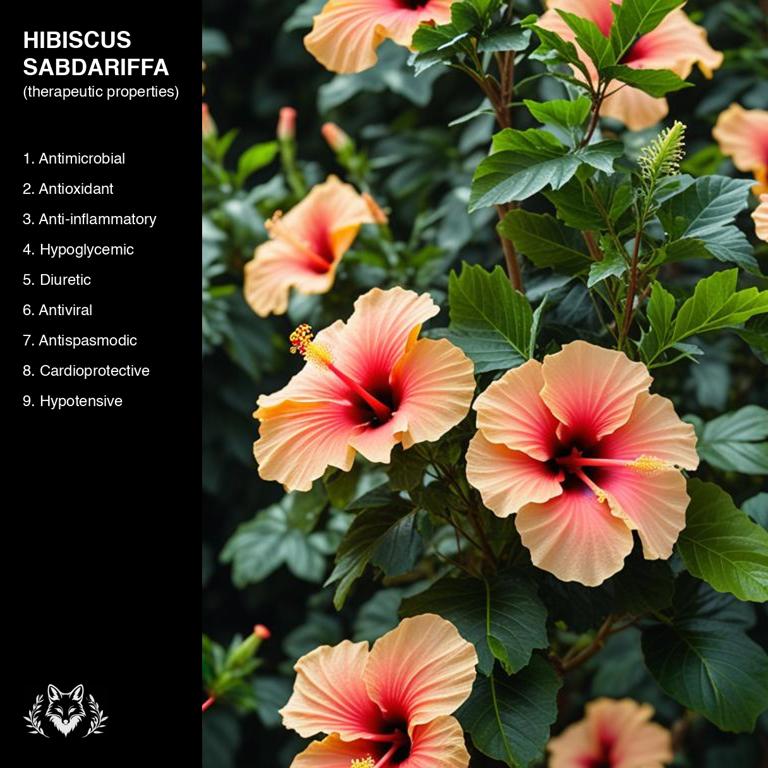 HIBISCUS
SABDARIFFA
(therapeutic properties)
1. Antimicrobial
2. Antioxidant
3. Anti-inflammatory
4. Hypoglycemic
5. Diuretic
6. Antiviral
7. Antispasmodic
8. Cardioprotective
9. Hypotensive